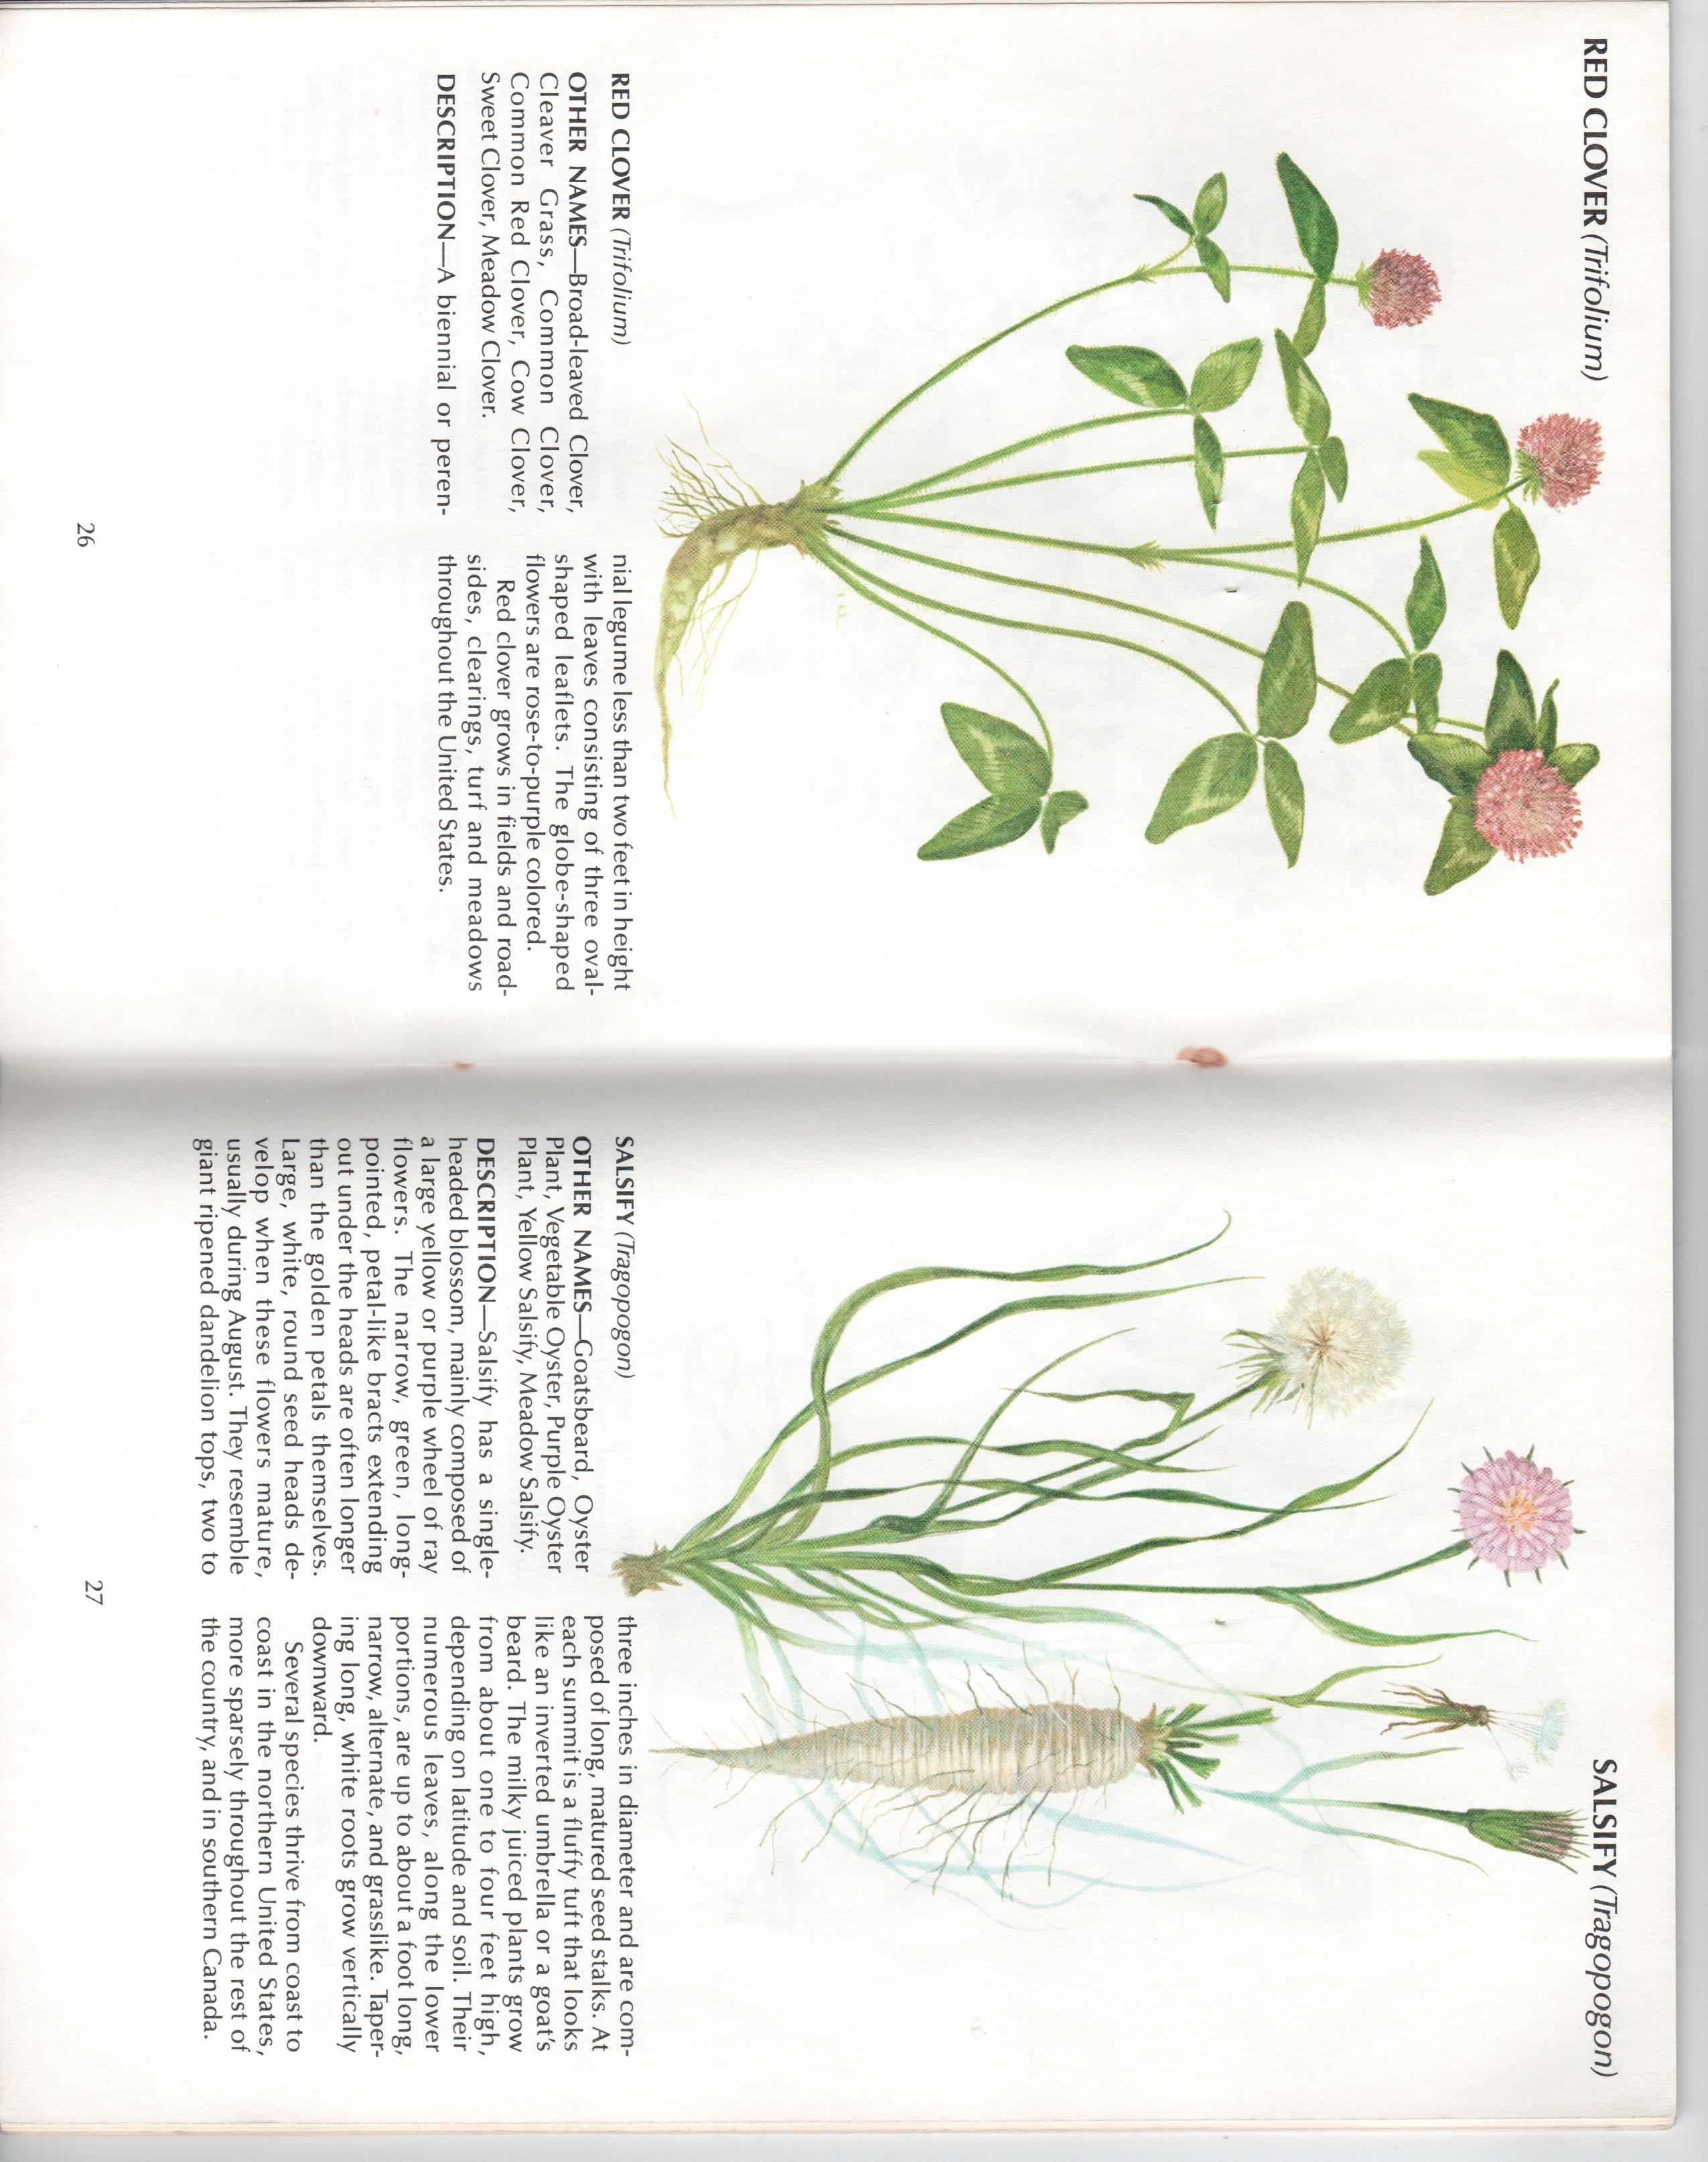 RED CLOVER (Trifolium)
RED CLOVER (Trifolium)
OTHER NAMES—Broad-leaved Clover,
Cleaver Grass, Common Clover,
Common Red Clover, Cow Clover,
Sweet Clover, Meadow Clover.
DESCRIPTION—A biennial or peren-
nial legume less than two feet in height
with leaves consisting of three oval-
shaped leaflets. The globe-shaped
flowers are rose-to-purple colored.
Red clover grows in fields and road-
sides, clearings, turf and meadows
throughout the United States.
26
SALSIFY (Tragopogon)
SALSIFY (Tragopogon)
OTHER NAMES—Goatsbeard, Oyster
Plant, Vegetable Oyster, Purple Oyster
Plant, Yellow Salsify, Meadow Salsify.
DESCRIPTION—Salsify has a single-
headed blossom, mainly composed of
a large yellow or purple wheel of ray
flowers. The narrow, green, long-
pointed, petal-like bracts extending
out under the heads are often longer
than the golden petals themselves.
Large, white, round seed heads de-
velop when these flowers mature,
usually during August. They resemble
giant ripened dandelion tops, two to
three inches in diameter and are com-
posed of long, matured seed stalks. At
each summit is a fluffy tuft that looks
like an inverted umbrella or a goat's
beard. The milky juiced plants grow
from about one to four feet high,
depending on latitude and soil. Their
numerous leaves, along the lower
portions, are up to about a foot long,
narrow, alternate, and grasslike. Taper-
ing long, white roots grow vertically
downward.
Several species thrive from coast to
coast in the northern United States,
more sparsely throughout the rest of
the country, and in southern Canada.
27